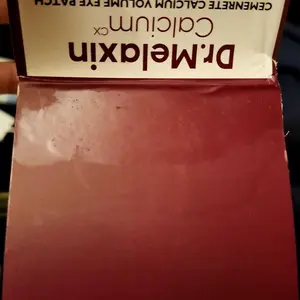 Dr.Melaxin
Calcium CX
CEMENRETE CALCIUM VOLUME EYE PATCH